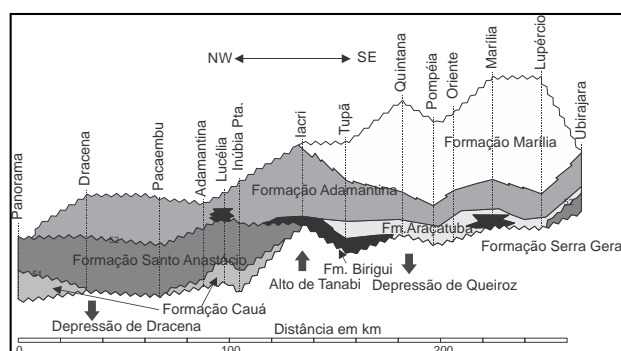 NW SE
Panorama
Dracena
Pacaembu
Adamantina
Lucélia
Inúbia Pta.
Iacri
Tupã
Quintana
Pompéia
Oriente
Marília
Lupércio
Ubirajara
Formação Marília
Formação Adamantina
Fm. Araçatuba
Formação Santo Anastácio
Formação Serra Geral
Fm. Birigui
Formação Cauá
Alto de Tanabi
Depressão de Queiroz
Depressão de Dracena
Distância em km
0 100 200